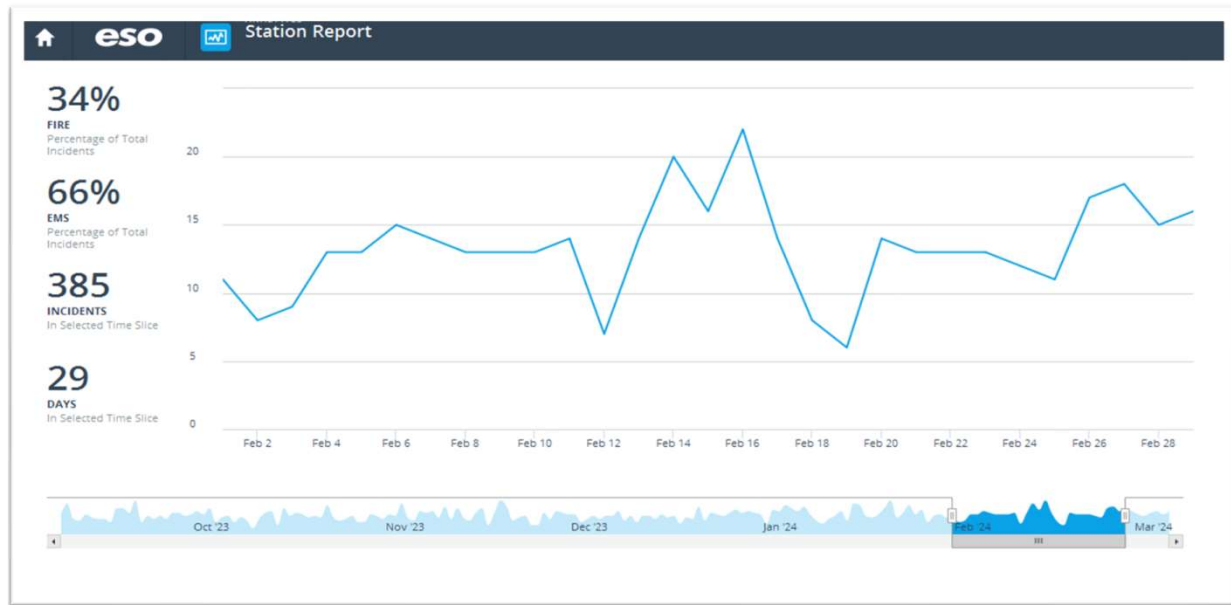 eso
Station Report
34%
FIRE
Percentage of Total
Incidents
66%
EMS
Percentage of Total
Incidents
385
INCIDENTS
In Selected Time Slice
29
DAYS
In Selected Time Slice
20
15
10
5
0
Feb 2 Feb 4 Feb 6 Feb 8 Feb 10 Feb 12 Feb 14 Feb 16 Feb 18 Feb 20 Feb 22 Feb 24 Feb 26 Feb 28
Oct '23 Nov '23 Dec '23 Jan '24 Feb '24 Mar '24